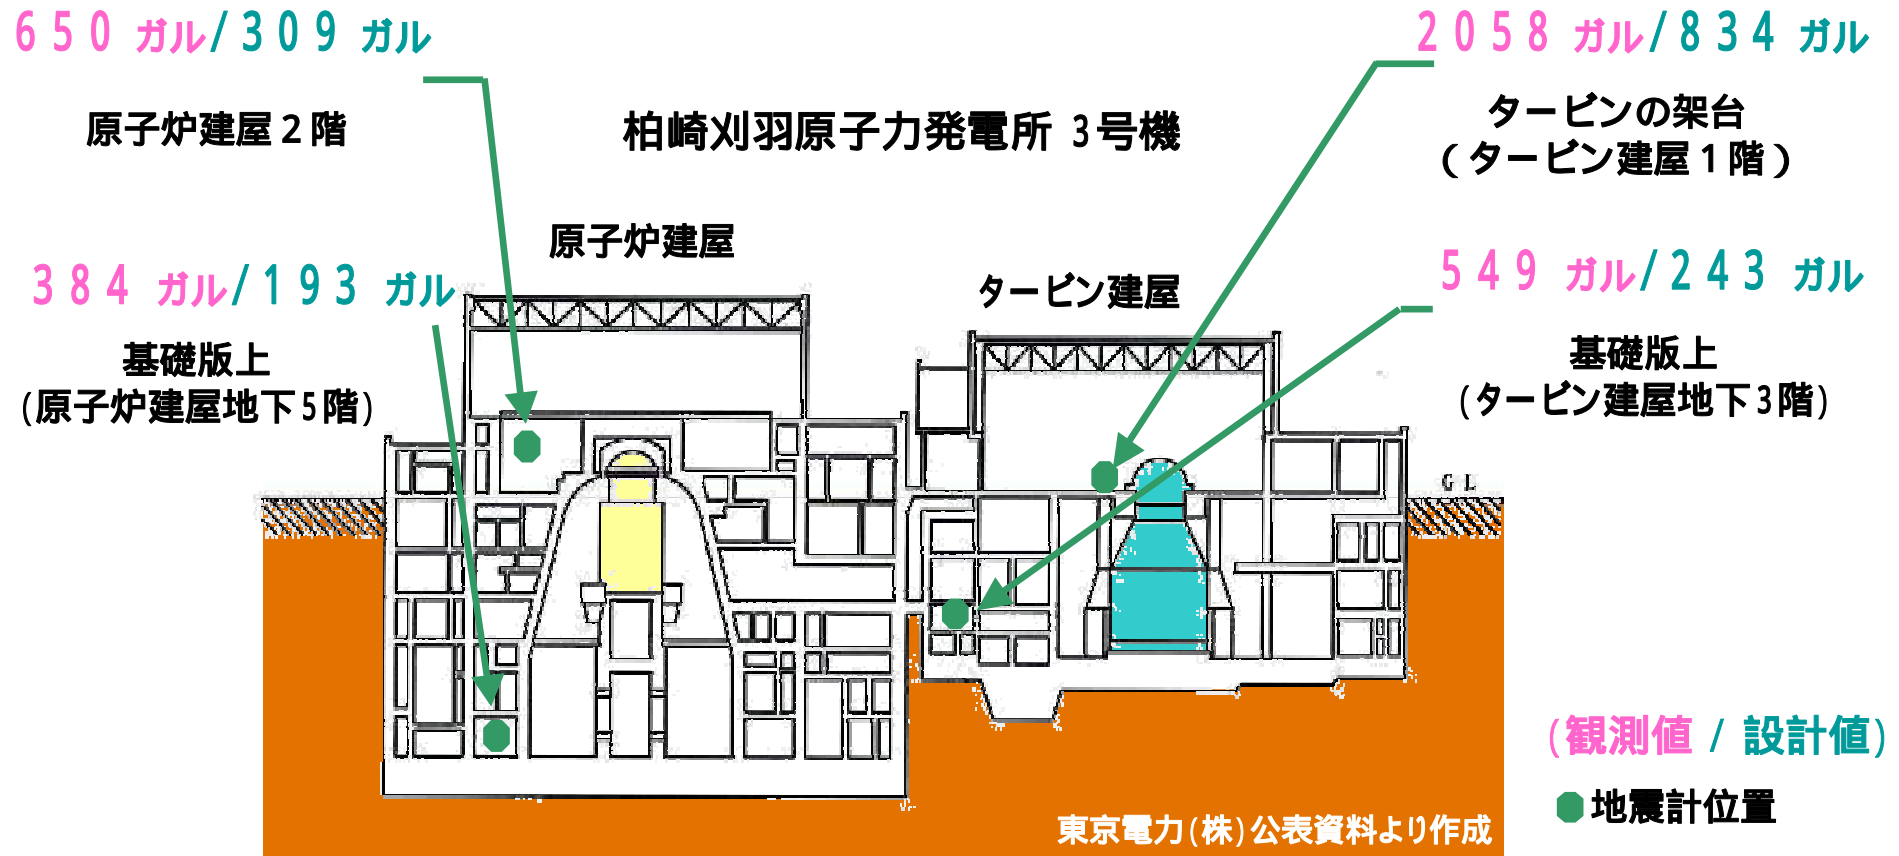 ６５０ ガル/３０９ ガル
２０５８ ガル/８３４ ガル
原子炉建屋２階
柏崎刈羽原子力発電所 3号機
タービンの架台
（タービン建屋１階）
原子炉建屋
タービン建屋
３８４ ガル/１９３ ガル
５４９ ガル/２４３ ガル
基礎版上
(原子炉建屋地下5階)
基礎版上
(タービン建屋地下3階)
G L
(観測値 / 設計値)
地震計位置
東京電力(株)公表資料より作成